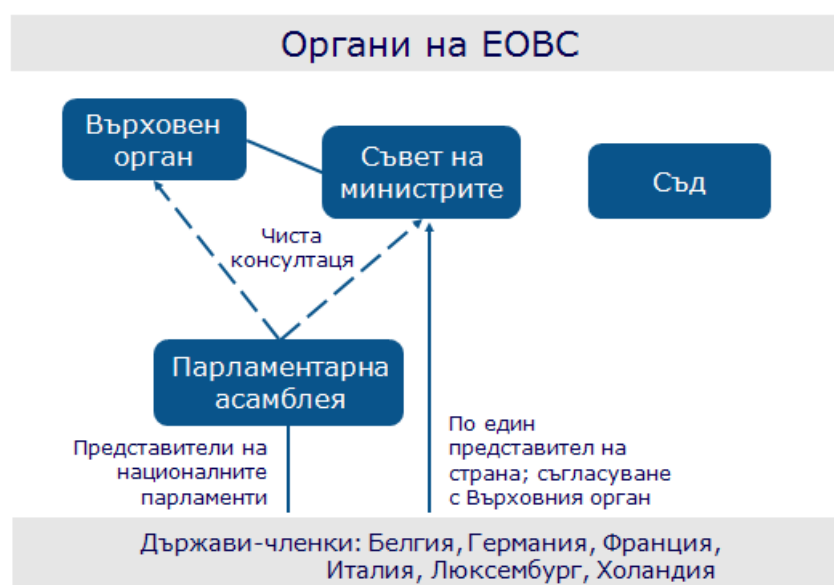 Органи на ЕОВС
Върховен
орган
Съвет на
министрите
Съд
Чиста
консултаця
Парламентарна
асамблея
Представители на
националните
парламенти
По един
представител на
страна; съгласуване
с Върховния орган
Държави-членки: Белгия, Германия, Франция,
Италия, Люксембург, Холандия